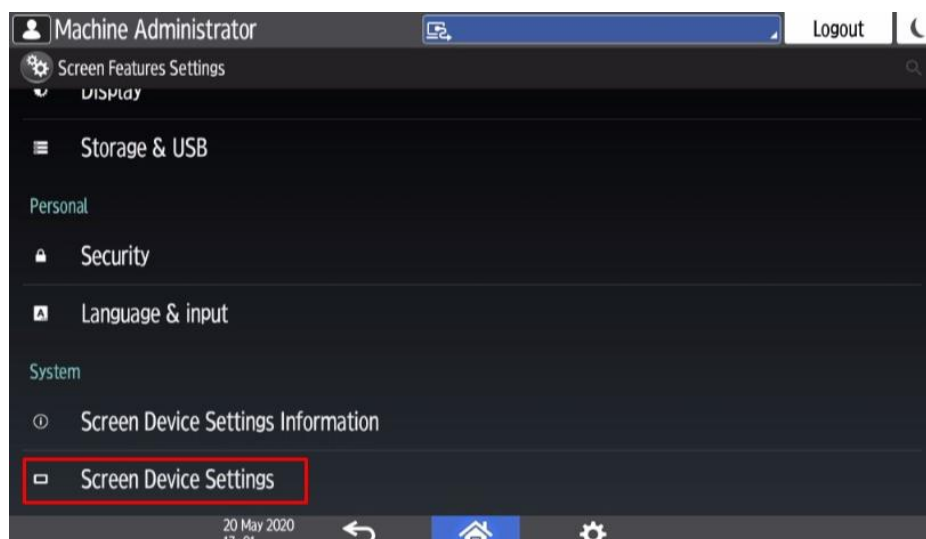 Machine Administrator
Logout
Screen Features Settings
Display
Storage & USB
Personal
Security
Language & input
System
Screen Device Settings Information
Screen Device Settings
20 May 2020